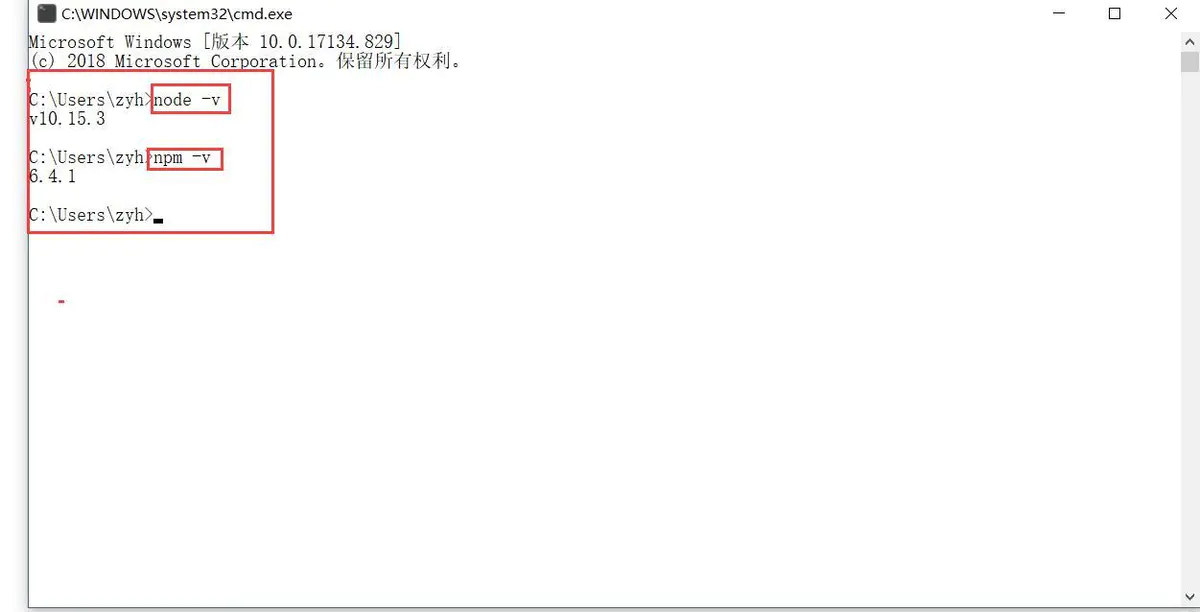 C:\WINDOWS\system32\cmd.exe
Microsoft Windows [版本 10.0.17134.829]
(c) 2018 Microsoft Corporation。保留所有权利。
C:\Users\zyh>node -v
v10.15.3
C:\Users\zyh>npm -v
6.4.1
C:\Users\zyh>